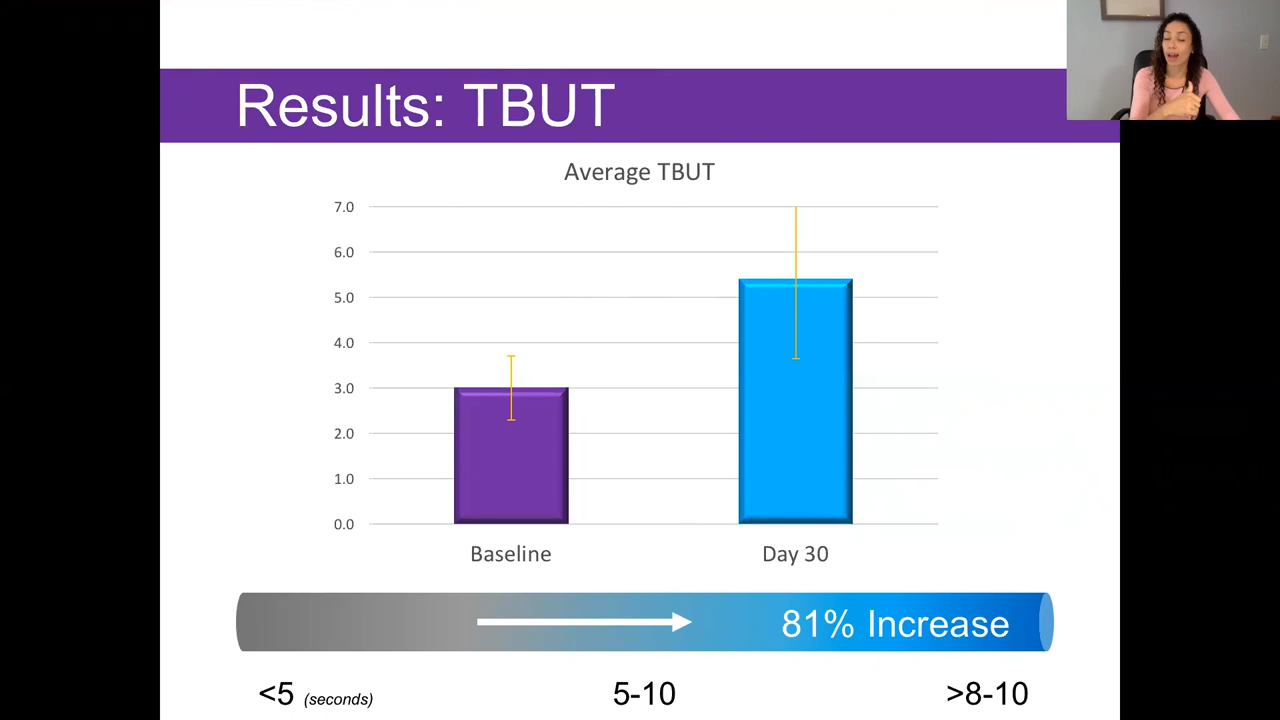 Results: TBUT
Average TBUT
7.0
6.0
5.0
4.0
3.0
2.0
1.0
0.0
Baseline Day 30
81% Increase
<5 (seconds) 5-10 >8-10